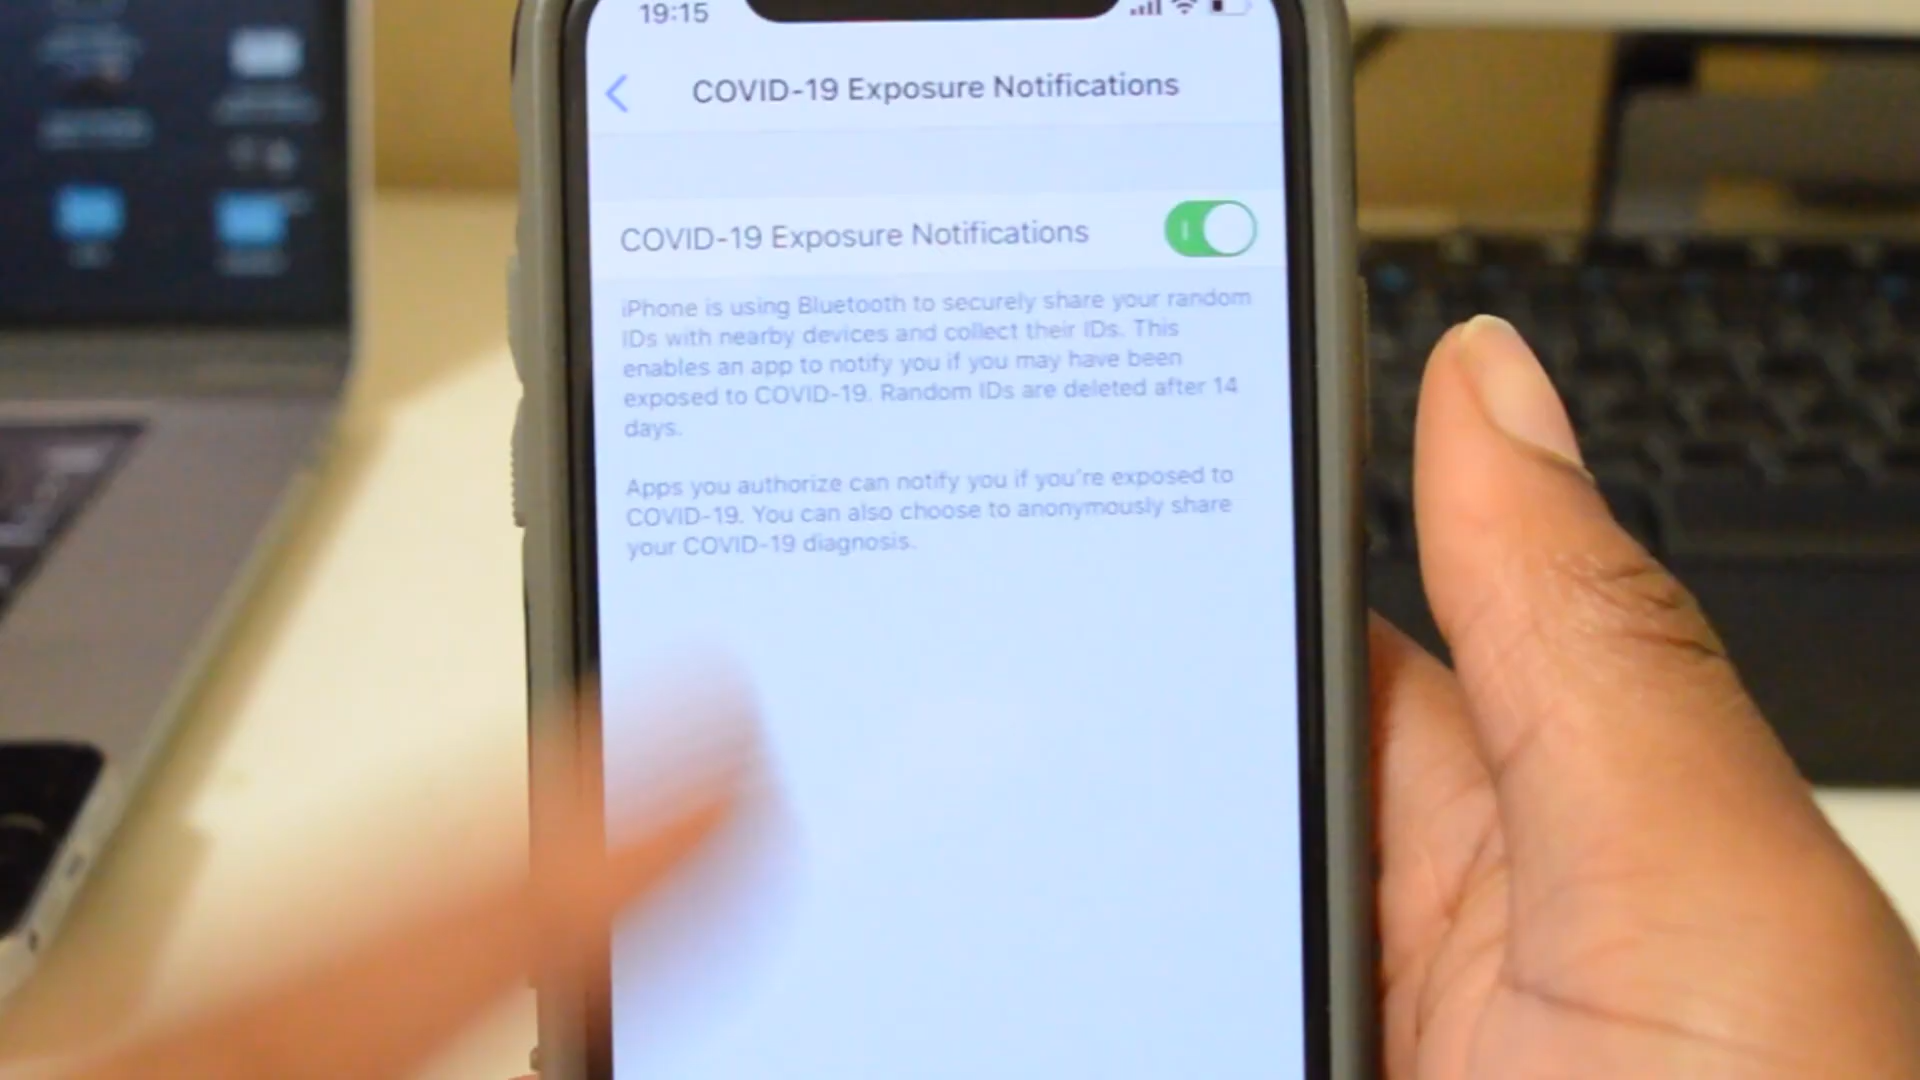 19:15
COVID-19 Exposure Notifications
COVID-19 Exposure Notifications
iPhone is using Bluetooth to securely share your random
IDs with nearby devices and collect their IDs. This
enables an app to notify you if you may have been
exposed to COVID-19. Random IDs are deleted after 14
days.
Apps you authorize can notify you if you're exposed to
COVID-19. You can also choose to anonymously share
your COVID-19 diagnosis.